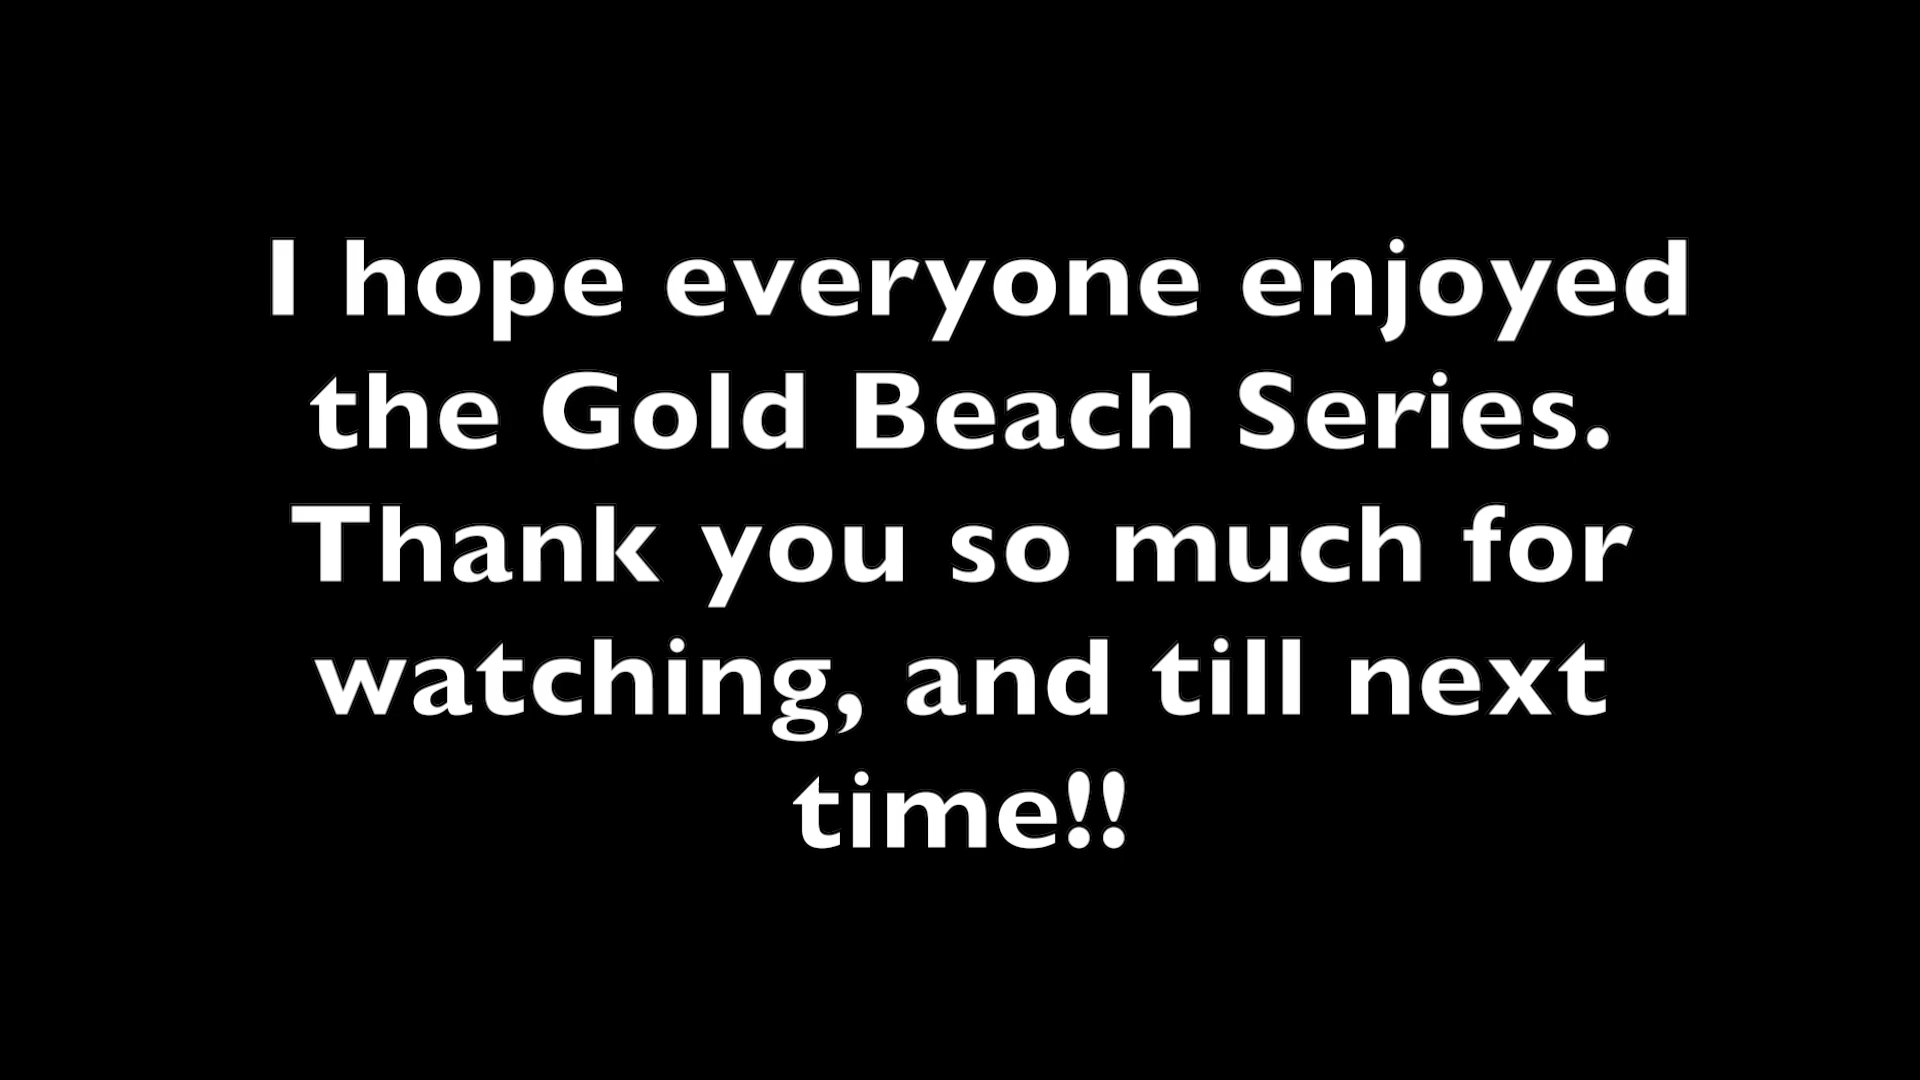 I hope everyone enjoyed
the Gold Beach Series.
Thank you so much for
watching, and till next
time!!